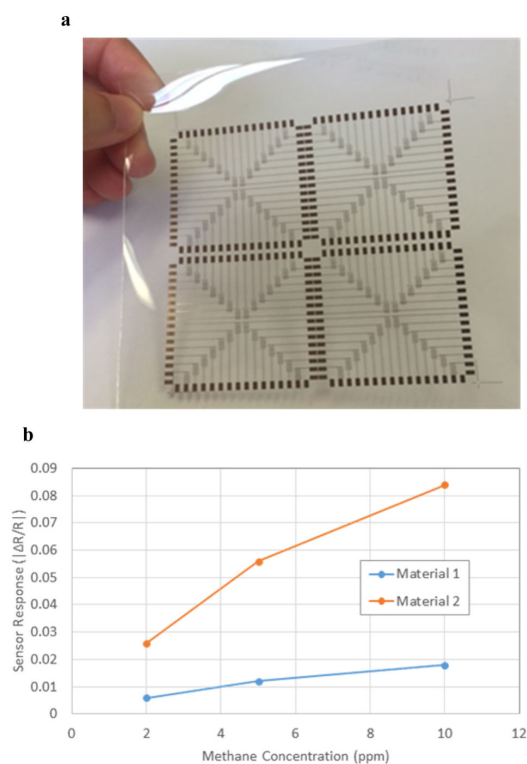 a
b
0.09
0.08
0.07
0.06
0.05
0.04
0.03
0.02
0.01
0
Sensor Response (|ΔR/R|)
Material 1
Material 2
0 2 4 6 8 10 12
Methane Concentration (ppm)